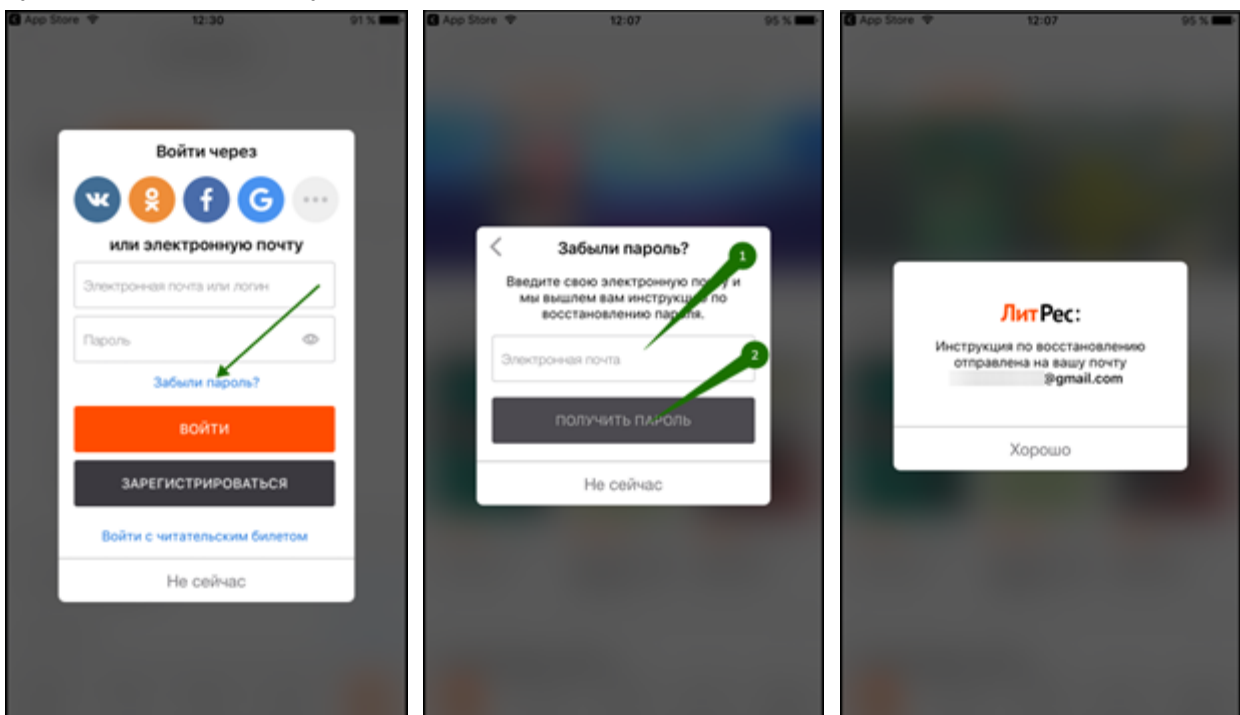 App Store 12:30 91 %
Войти через
или электронную почту
Электронная почта или логин
Пароль
Забыли пароль?
ВОЙТИ
ЗАРЕГИСТРИРОВАТЬСЯ
Войти с читательским билетом
Не сейчас
App Store 12:07 95 %
Забыли пароль?
1
Введите свою электронную почту и
мы вышлем вам инструкцию по
восстановлению пароля.
Электронная почта
2
ПОЛУЧИТЬ ПАРОЛЬ
Не сейчас
App Store 12:07 95 %
ЛитРес:
Инструкция по восстановлению
отправлена на вашу почту
@gmail.com
Хорошо